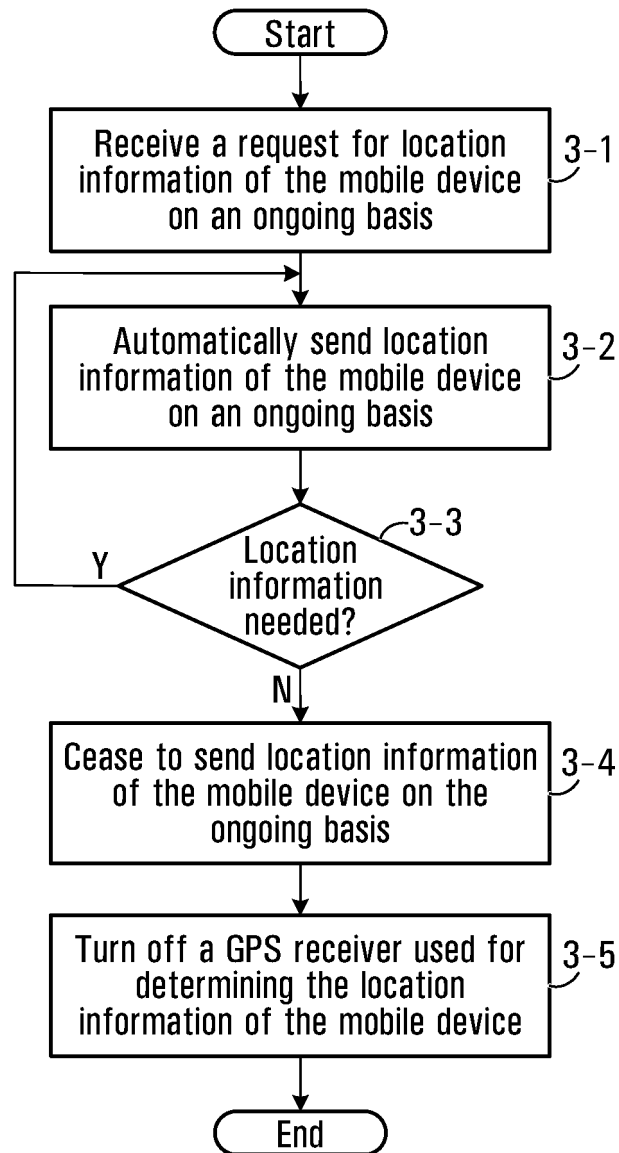 Start
Receive a request for location
information of the mobile device
on an ongoing basis
3-1
Automatically send location
information of the mobile device
on an ongoing basis
3-2
3-3
Location
information
needed?
Y
N
Cease to send location information
of the mobile device on the
ongoing basis
3-4
Turn off a GPS receiver used for
determining the location
information of the mobile device
3-5
End